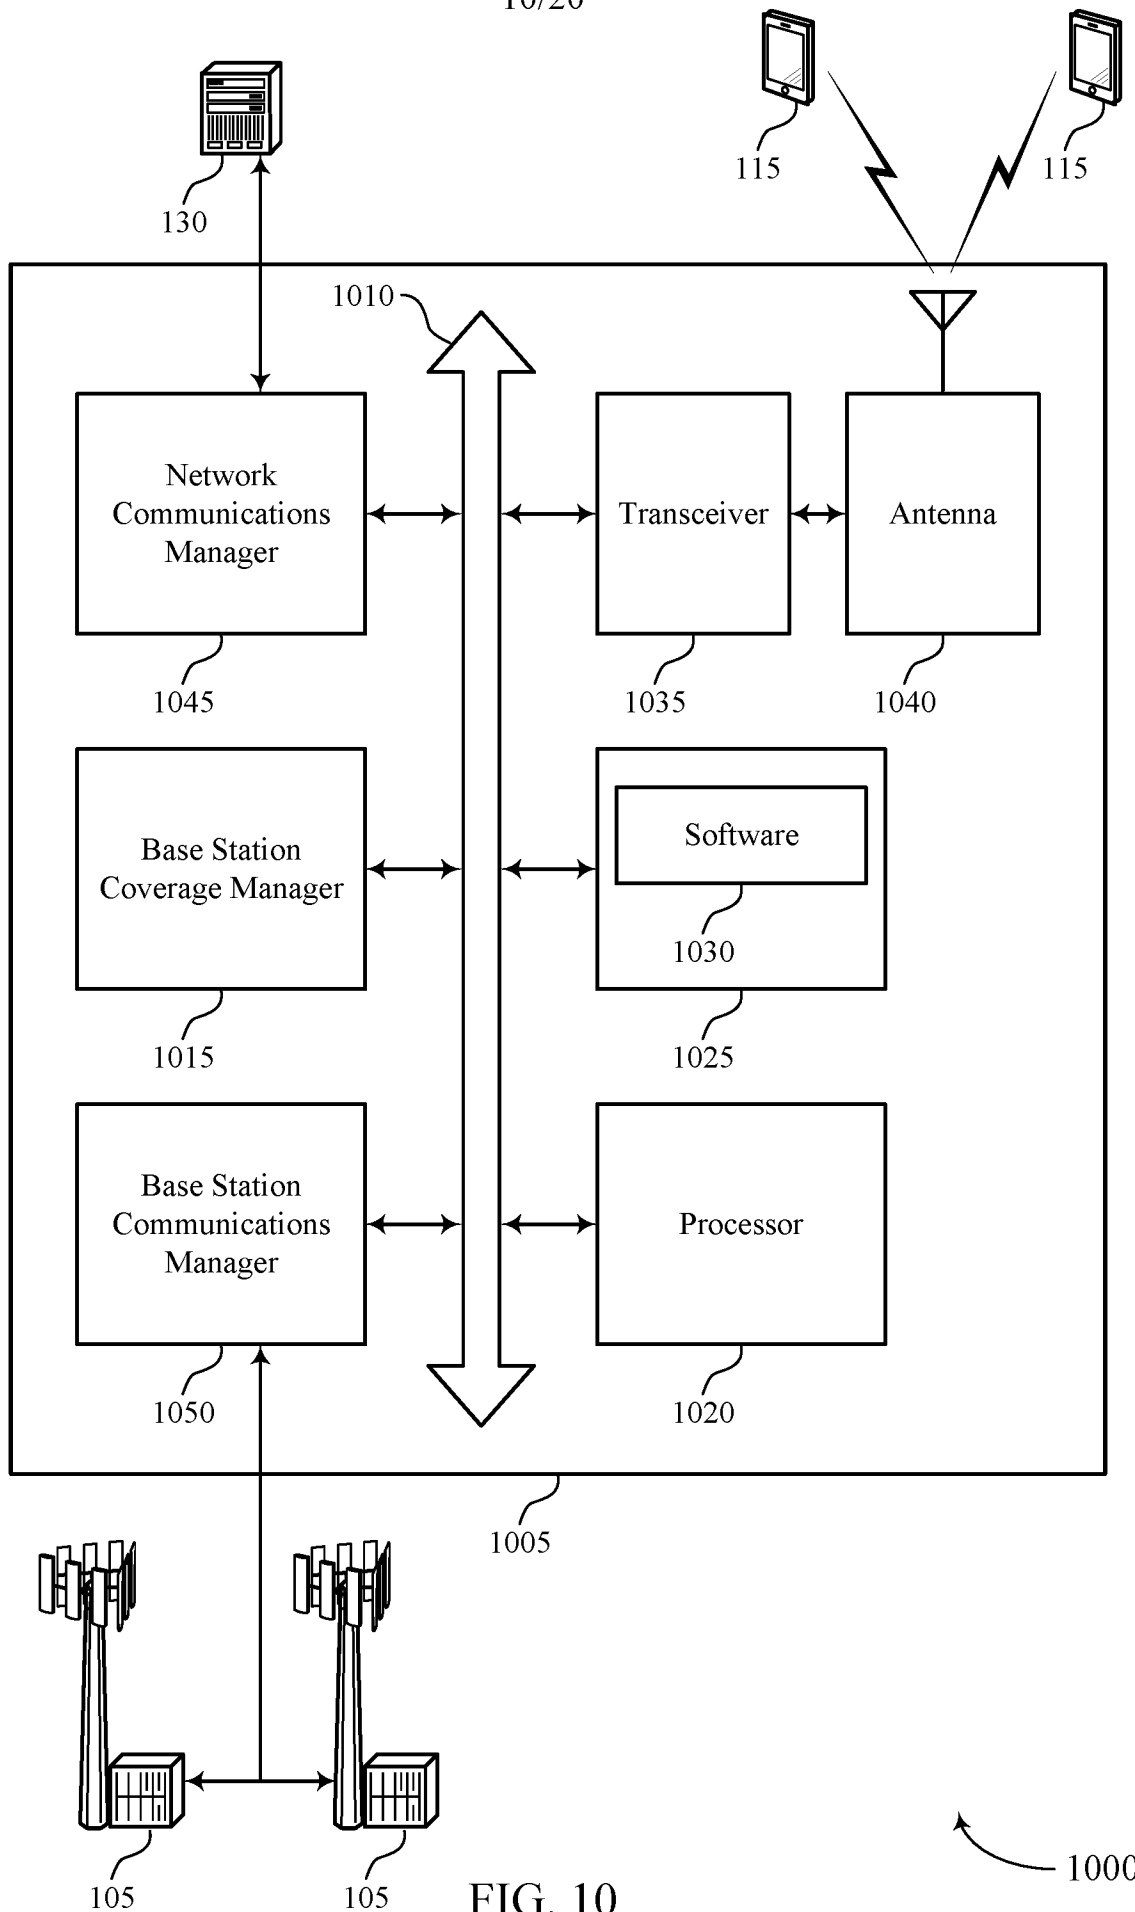 10/20
115
115
130
1010
Network
Communications
Manager
Transceiver
Antenna
1045
1035
1040
Base Station
Coverage Manager
Software
1030
1015
1025
Base Station
Communications
Manager
Processor
1050
1020
1005
105
105
1000
FIG. 10